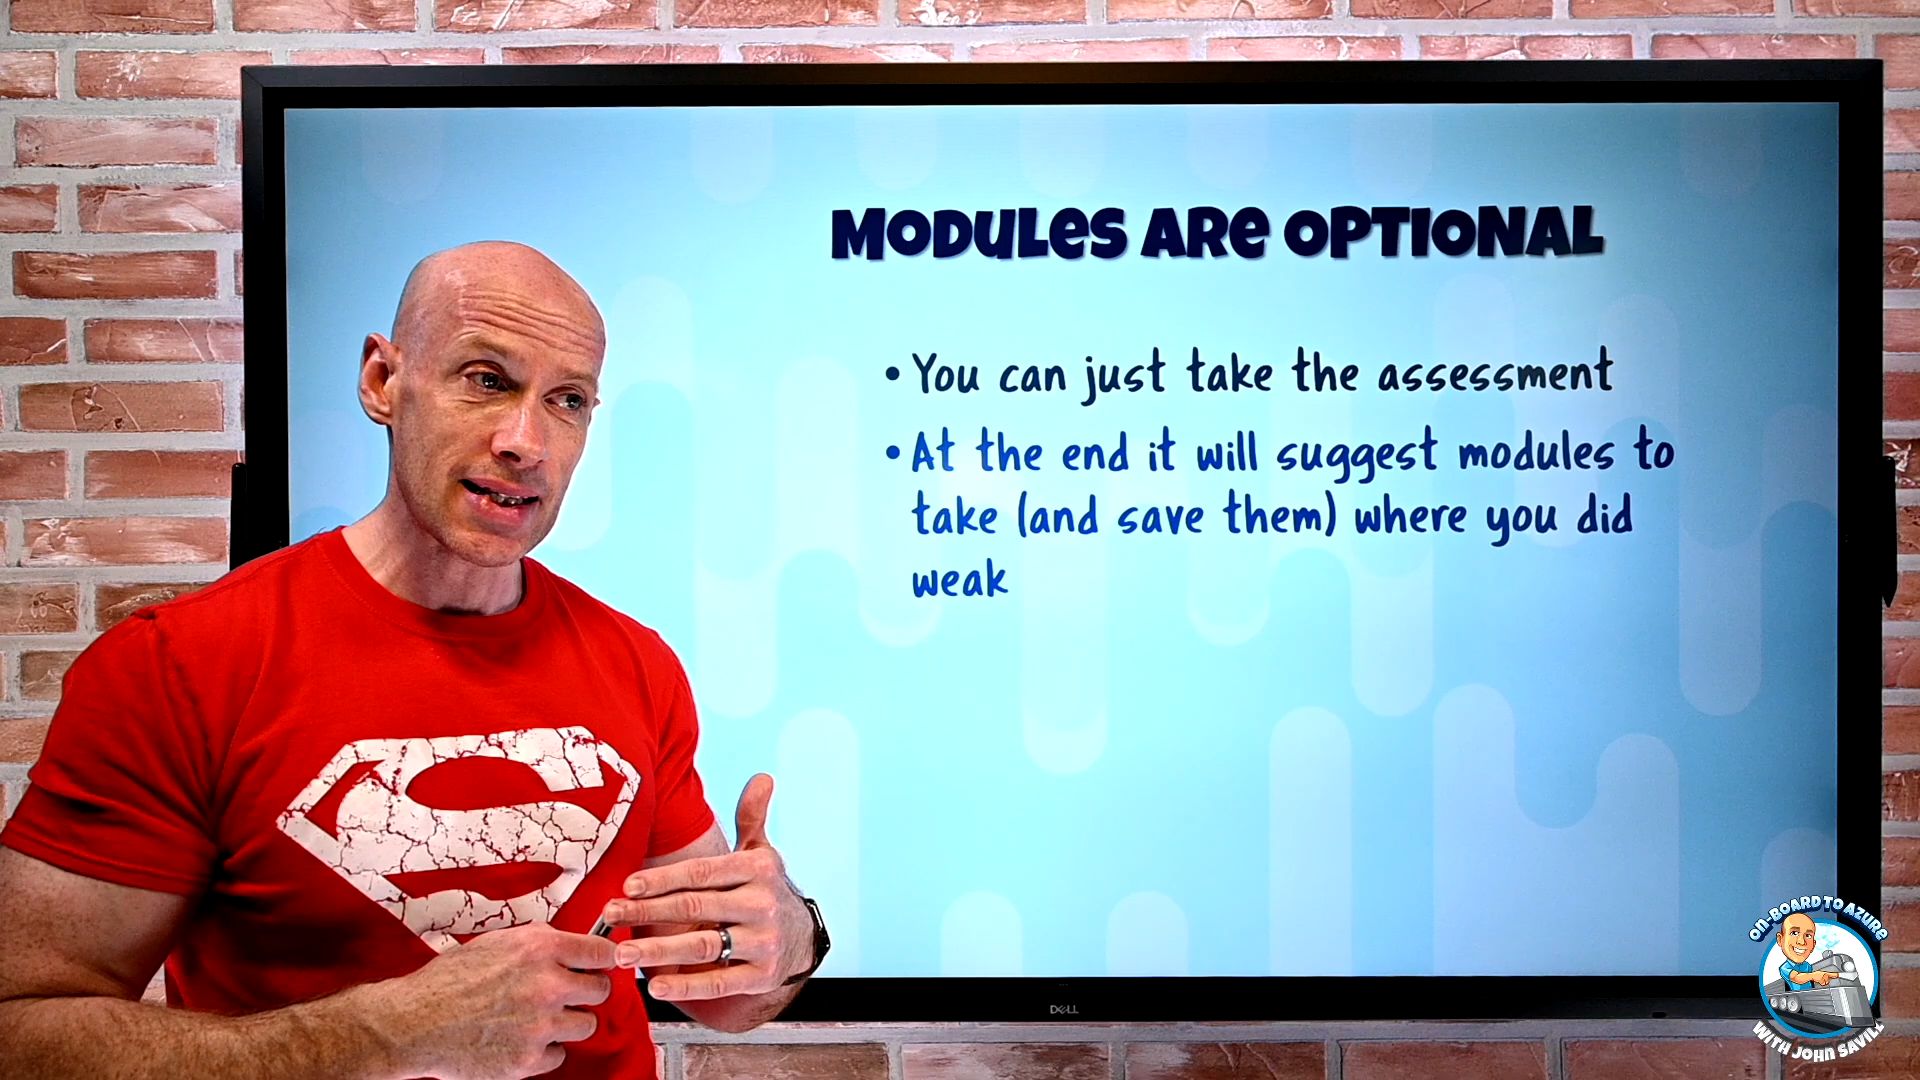 Modules are optional
• You can just take the assessment
• At the end it will suggest modules to
take (and save them) where you did
weak
S
DELL
ON-BOARD TO AZURE
WITH JOHN SAVILL